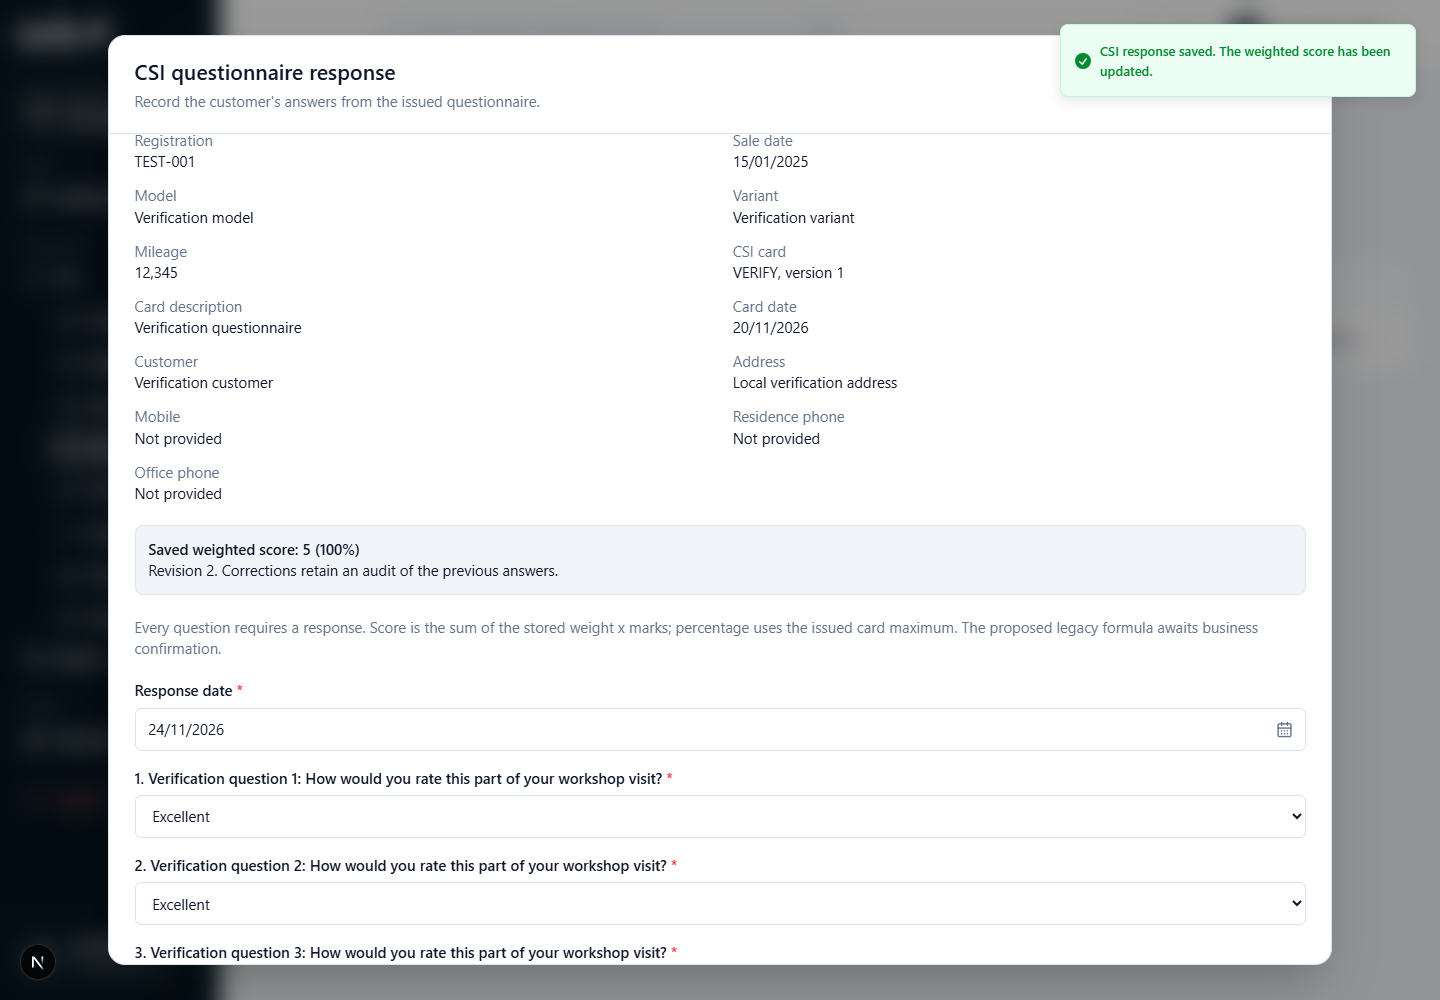 CSI questionnaire response
Record the customer's answers from the issued questionnaire.
CSI response saved. The weighted score has been
updated.
Registration
TEST-001
Sale date
15/01/2025
Model
Verification model
Variant
Verification variant
Mileage
12,345
CSI card
VERIFY, version 1
Card description
Verification questionnaire
Card date
20/11/2026
Customer
Verification customer
Address
Local verification address
Mobile
Not provided
Residence phone
Not provided
Office phone
Not provided
Saved weighted score: 5 (100%)
Revision 2. Corrections retain an audit of the previous answers.
Every question requires a response. Score is the sum of the stored weight x marks; percentage uses the issued card maximum. The proposed legacy formula awaits business
confirmation.
Response date *
24/11/2026
1. Verification question 1: How would you rate this part of your workshop visit? *
Excellent
2. Verification question 2: How would you rate this part of your workshop visit? *
Excellent
3. Verification question 3: How would you rate this part of your workshop visit? *
N